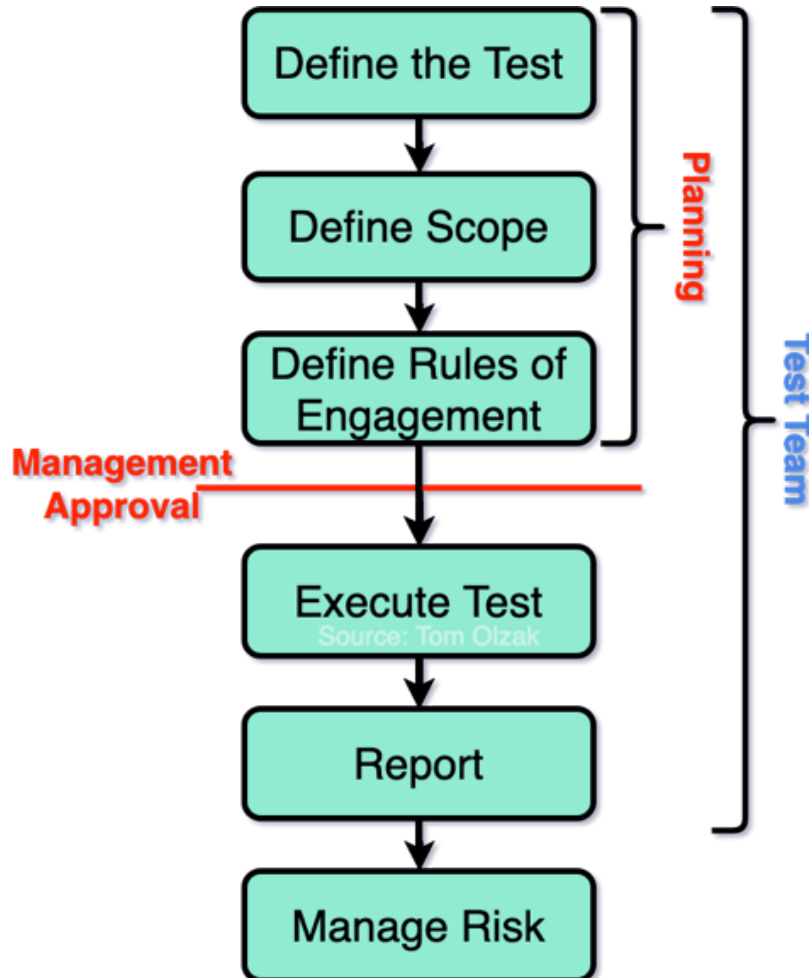 Define the Test
Define Scope
Planning
Define Rules of
Engagement
Test Team
Management
Approval
Execute Test
Source: Tom Olzak
Report
Manage Risk